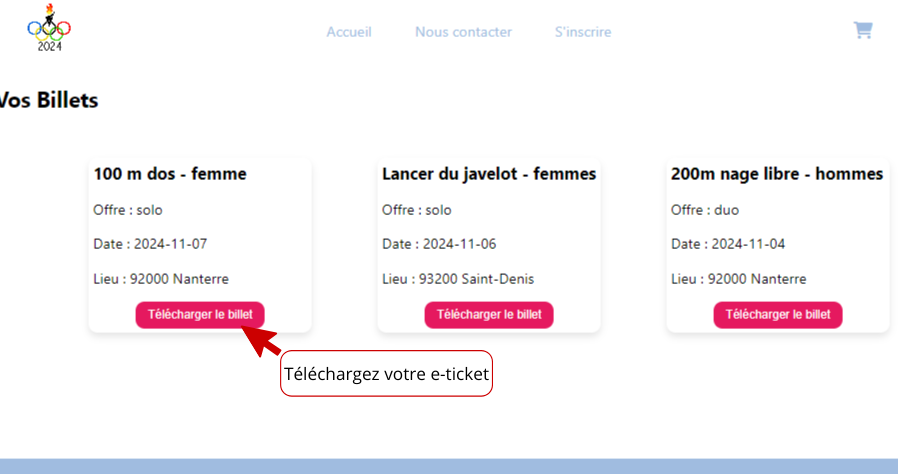 2024
Accueil
Nous contacter
S'inscrire
Vos Billets
100 m dos - femme
Offre : solo
Date : 2024-11-07
Lieu : 92000 Nanterre
Télécharger le billet
Lancer du javelot - femmes
Offre : solo
Date : 2024-11-06
Lieu : 93200 Saint-Denis
Télécharger le billet
200m nage libre - hommes
Offre : duo
Date : 2024-11-04
Lieu : 92000 Nanterre
Télécharger le billet
Téléchargez votre e-ticket